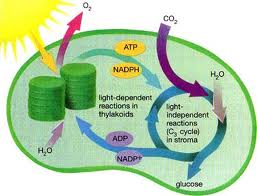 O₂
CO₂
ATP
NADPH
H₂O
light-dependent
reactions in
thylakoids
light-
independent
reactions
(C₃ cycle)
in stroma
ADP
NADP⁺
H₂O
glucose